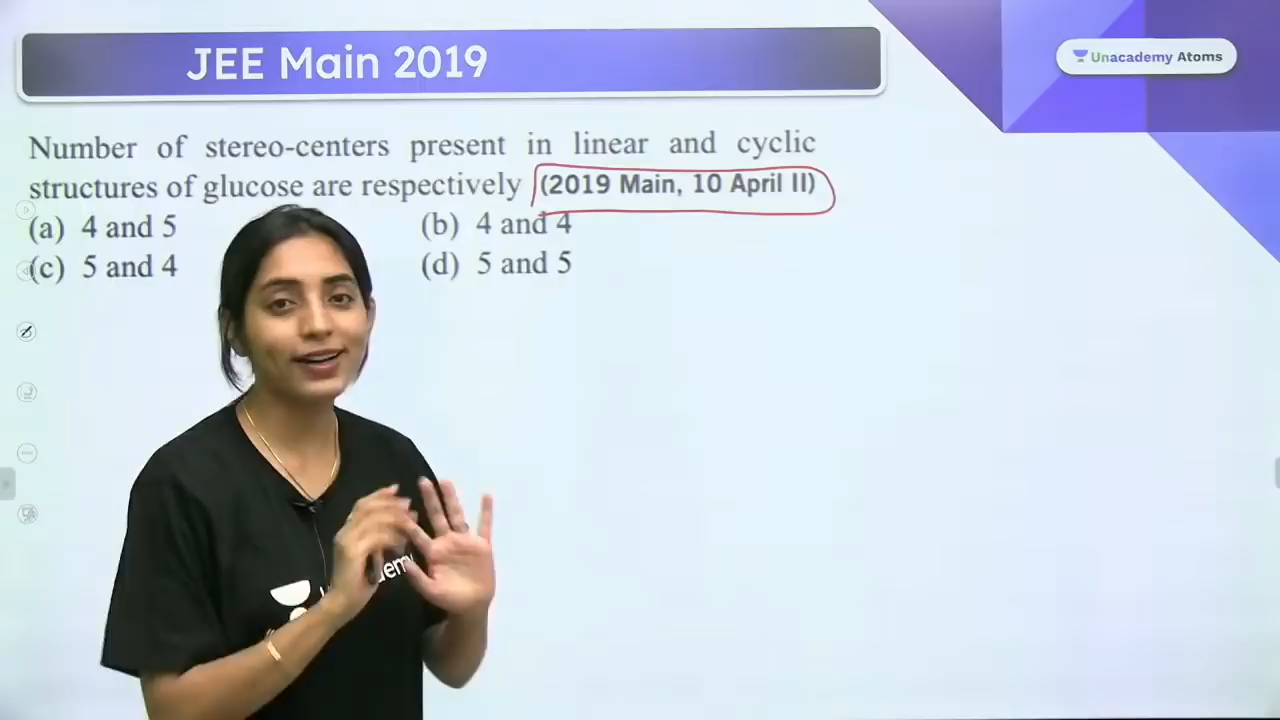 JEE Main 2019
Unacademy Atoms
Number of stereo-centers present in linear and cyclic
structures of glucose are respectively (2019 Main, 10 April II)
(a) 4 and 5 (b) 4 and 4
(c) 5 and 4 (d) 5 and 5